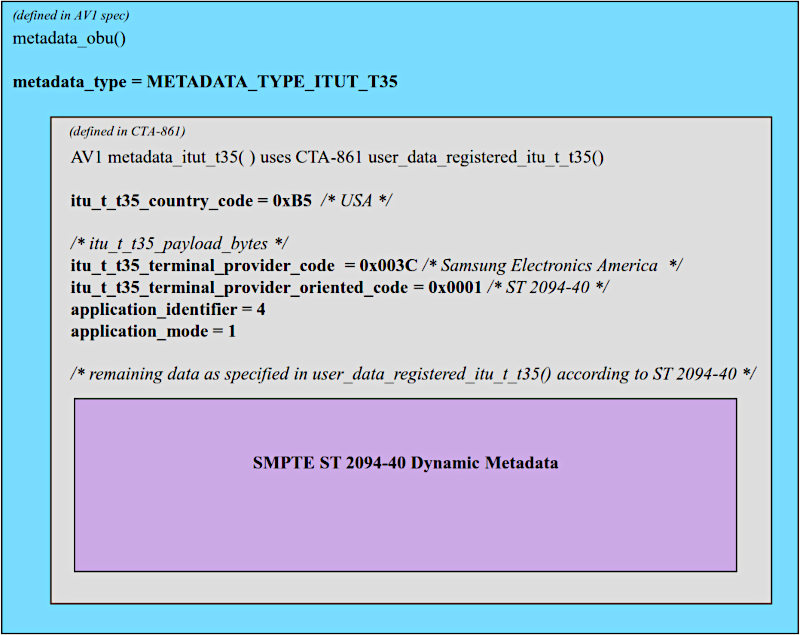 (defined in AV1 spec)
metadata_obu()
metadata_type = METADATA_TYPE_ITUT_T35
(defined in CTA-861)
AV1 metadata_itut_t35( ) uses CTA-861 user_data_registered_itu_t_t35()
itu_t_t35_country_code = 0xB5 /* USA */
/* itu_t_t35_payload_bytes */
itu_t_t35_terminal_provider_code = 0x003C /* Samsung Electronics America */
itu_t_t35_terminal_provider_oriented_code = 0x0001 /* ST 2094-40 */
application_identifier = 4
application_mode = 1
/* remaining data as specified in user_data_registered_itu_t_t35() according to ST 2094-40 */
SMPTE ST 2094-40 Dynamic Metadata